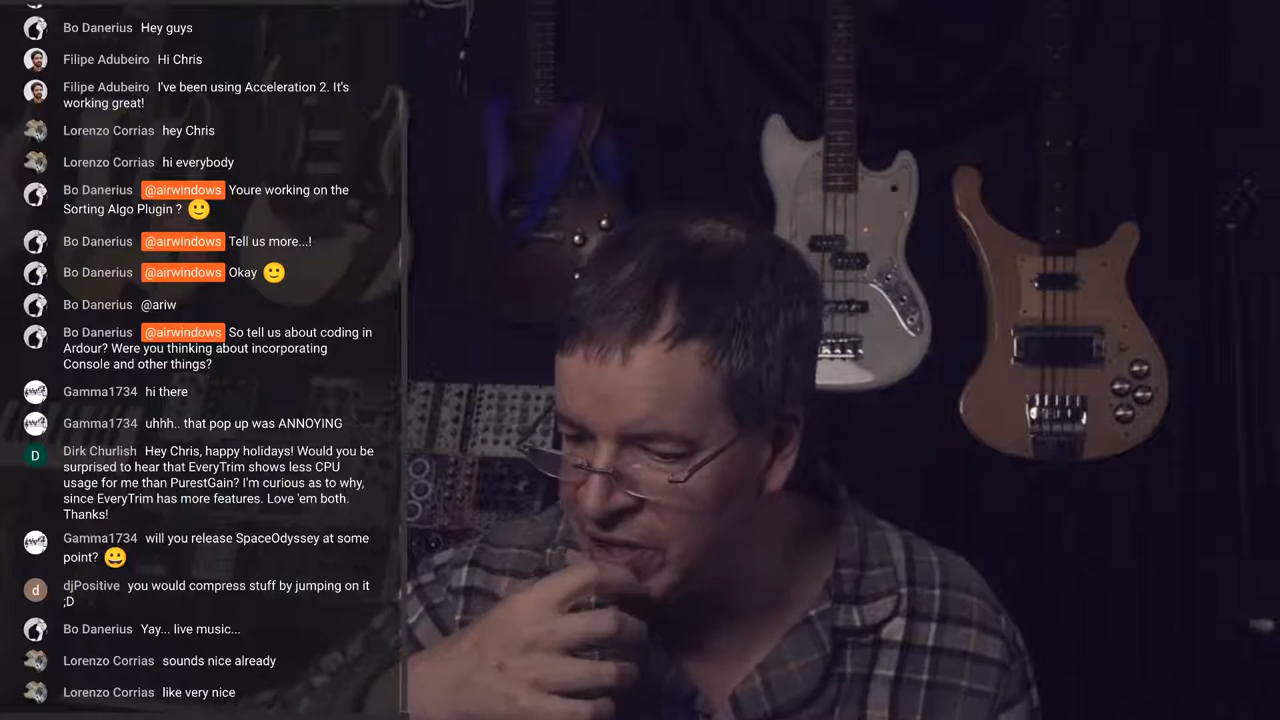 Bo Danerius Hey guys
Filipe Adubeiro Hi Chris
Filipe Adubeiro I've been using Acceleration 2. It's
working great!
Lorenzo Corrias hey Chris
Lorenzo Corrias hi everybody
Bo Danerius @airwindows Youre working on the
Sorting Algo Plugin ? 🙂
Bo Danerius @airwindows Tell us more...!
Bo Danerius @airwindows Okay 🙂
Bo Danerius @ariw
Bo Danerius @airwindows So tell us about coding in
Ardour? Were you thinking about incorporating
Console and other things?
Gamma1734 hi there
Gamma1734 uhhh.. that pop up was ANNOYING
D Dirk Churlish Hey Chris, happy holidays! Would you be
surprised to hear that EveryTrim shows less CPU
usage for me than PurestGain? I'm curious as to why,
since EveryTrim has more features. Love 'em both.
Thanks!
Gamma1734 will you release SpaceOdyssey at some
point? 😀
d djPositive you would compress stuff by jumping on it
;D
Bo Danerius Yay... live music...
Lorenzo Corrias sounds nice already
Lorenzo Corrias like very nice